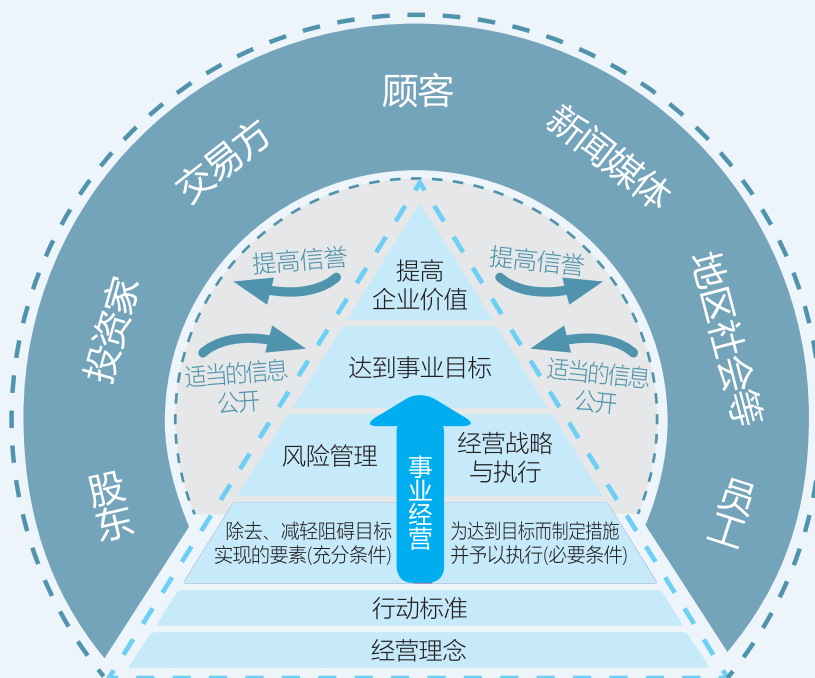 顾客
交易方
新闻媒体
投资家
地区社会等
股东
员工
提高信誉
提高信誉
适当的信息
公开
适当的信息
公开
提高
企业价值
达到事业目标
风险管理
经营战略
与执行
事业经营
除去、减轻阻碍目标
实现的要素(充分条件)
为达到目标而制定措施
并予以执行(必要条件)
行动标准
经营理念